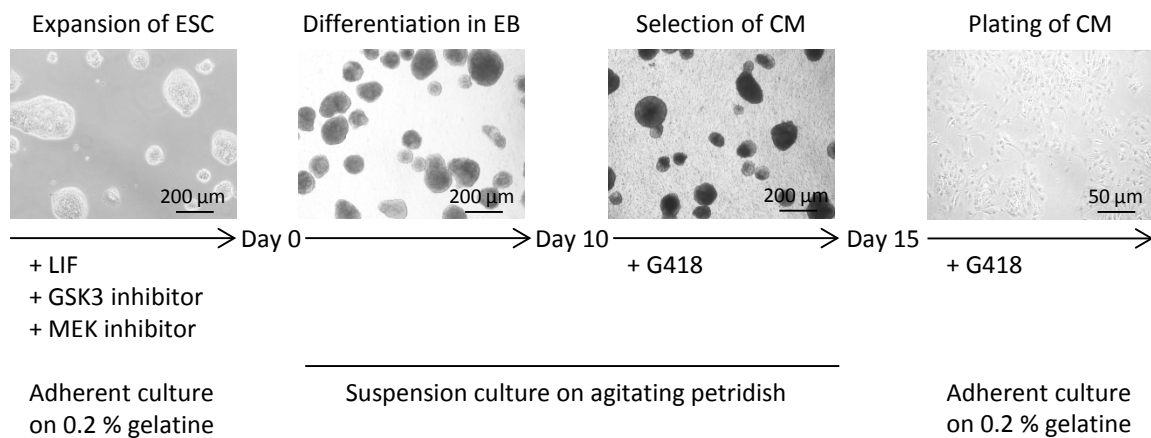 Expansion of ESC
Differentiation in EB
Selection of CM
Plating of CM
200 µm
200 µm
200 µm
50 µm
Day 0
Day 10
Day 15
+ LIF
+ GSK3 inhibitor
+ MEK inhibitor
+ G418
+ G418
Adherent culture
on 0.2 % gelatine
Suspension culture on agitating petridish
Adherent culture
on 0.2 % gelatine